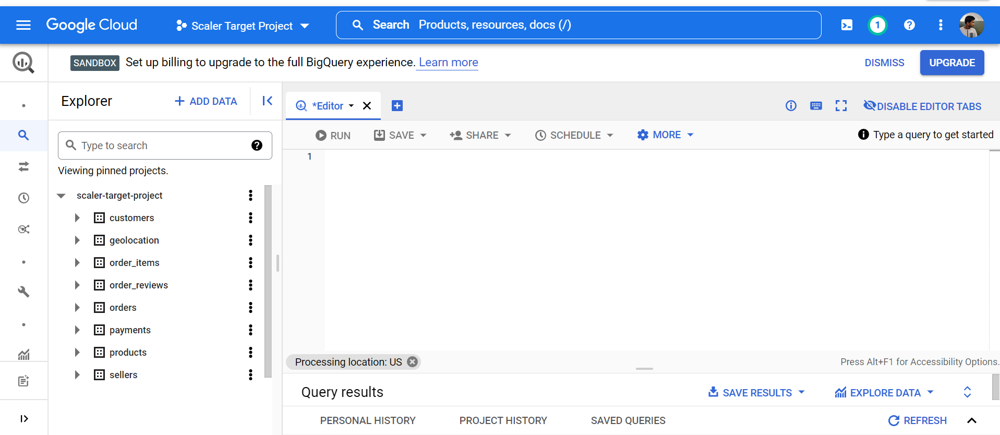 Google Cloud
Scaler Target Project
Search Products, resources, docs (/)
1
SANDBOX Set up billing to upgrade to the full BigQuery experience. Learn more
DISMISS
UPGRADE
Explorer
+ ADD DATA
Type to search
Viewing pinned projects.
scaler-target-project
customers
geolocation
order_items
order_reviews
orders
payments
products
sellers
*Editor
DISABLE EDITOR TABS
RUN
SAVE
SHARE
SCHEDULE
MORE
Type a query to get started
1
Processing location: US
Press Alt+F1 for Accessibility Options.
Query results
SAVE RESULTS
EXPLORE DATA
PERSONAL HISTORY
PROJECT HISTORY
SAVED QUERIES
REFRESH